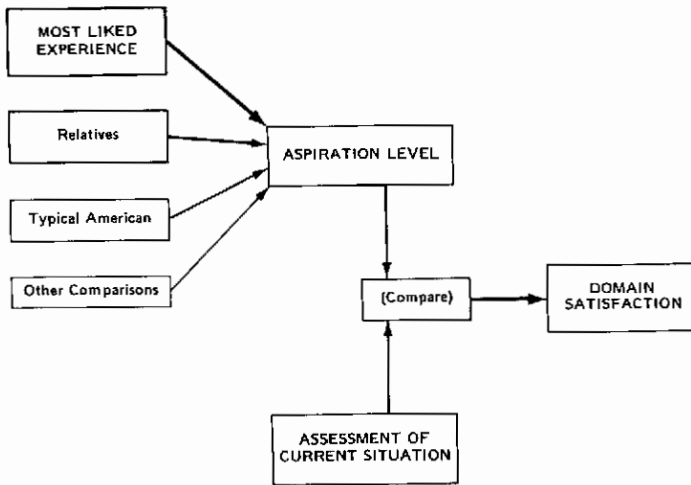 MOST LIKED
EXPERIENCE
Relatives
ASPIRATION LEVEL
Typical American
Other Comparisons
(Compare)
DOMAIN
SATISFACTION
ASSESSMENT OF
CURRENT SITUATION